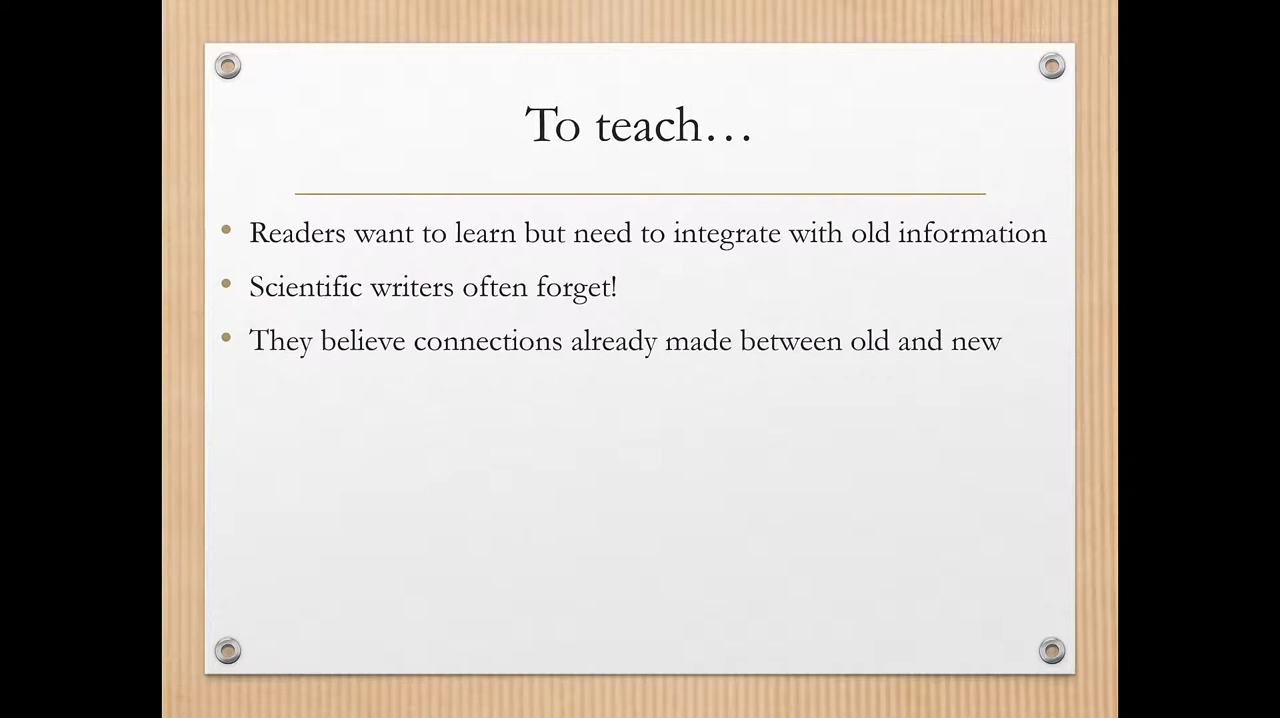 To teach…
• Readers want to learn but need to integrate with old information
• Scientific writers often forget!
• They believe connections already made between old and new